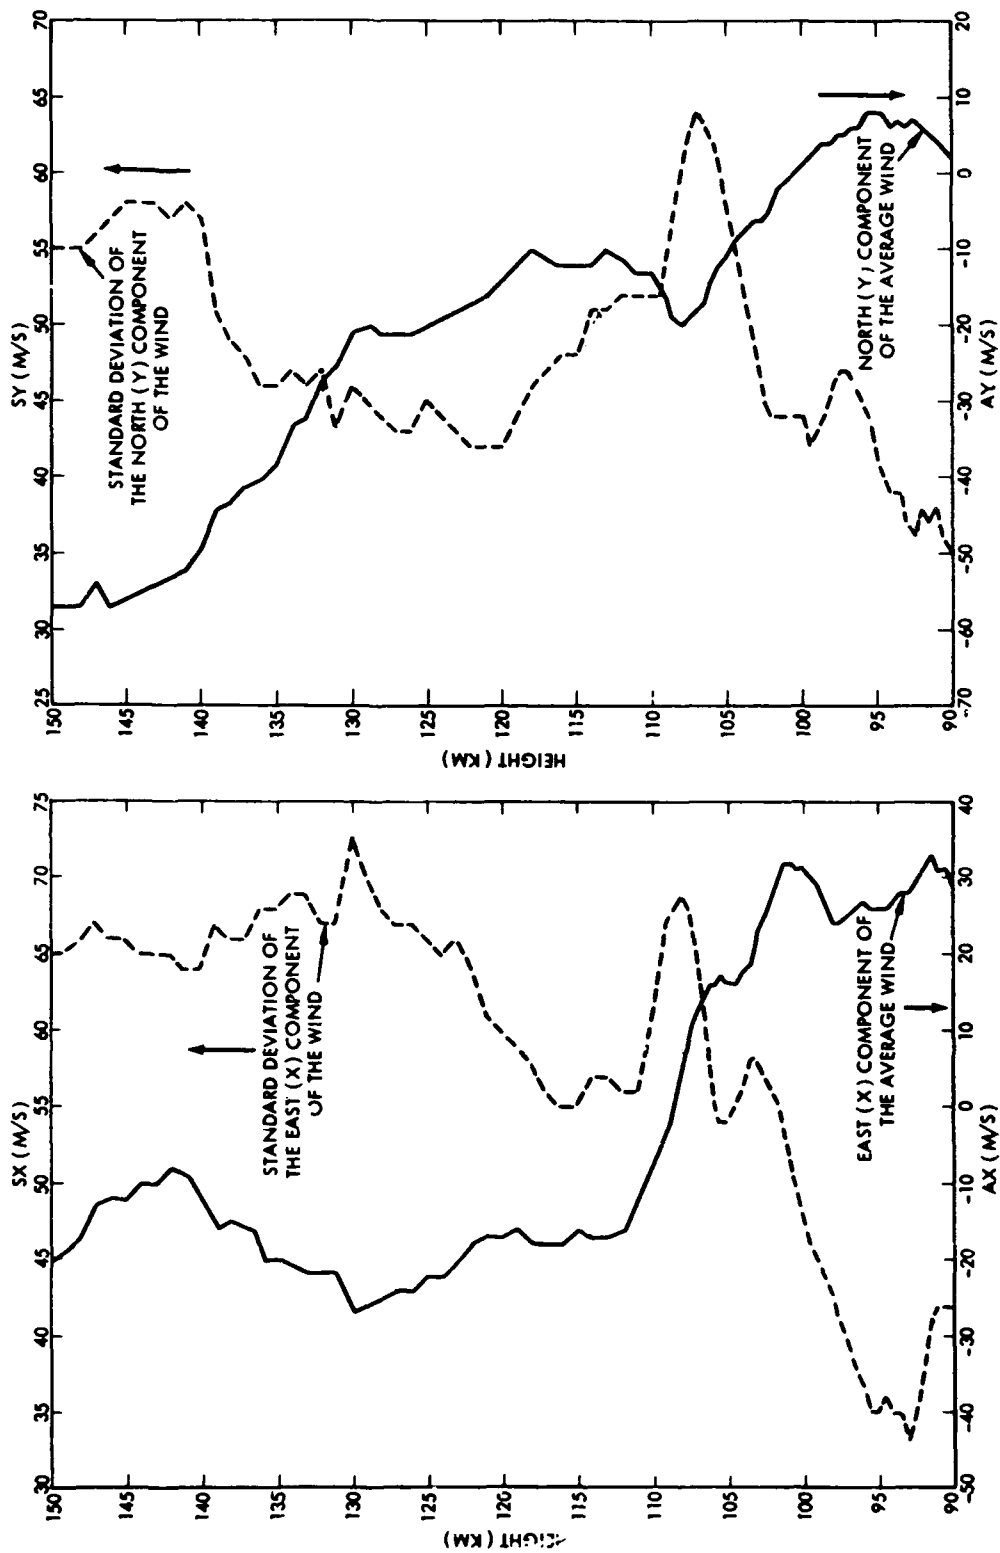 SX (M/S)
30 35 40 45 50 55 60 65 70 75
150
145
140
135
130
125
120
115
110
105
100
95
90
HEIGHT (KM)
STANDARD DEVIATION OF
THE EAST (X) COMPONENT
OF THE WIND
EAST (X) COMPONENT OF
THE AVERAGE WIND
-50 -40 -30 -20 -10 0 10 20 30 40
AX (M/S)
SY (M/S)
25 30 35 40 45 50 55 60 65 70
150
145
140
135
130
125
120
115
110
105
100
95
90
HEIGHT (KM)
STANDARD DEVIATION OF
THE NORTH (Y) COMPONENT
OF THE WIND
NORTH (Y) COMPONENT
OF THE AVERAGE WIND
-70 -60 -50 -40 -30 -20 -10 0 10 20
AY (M/S)